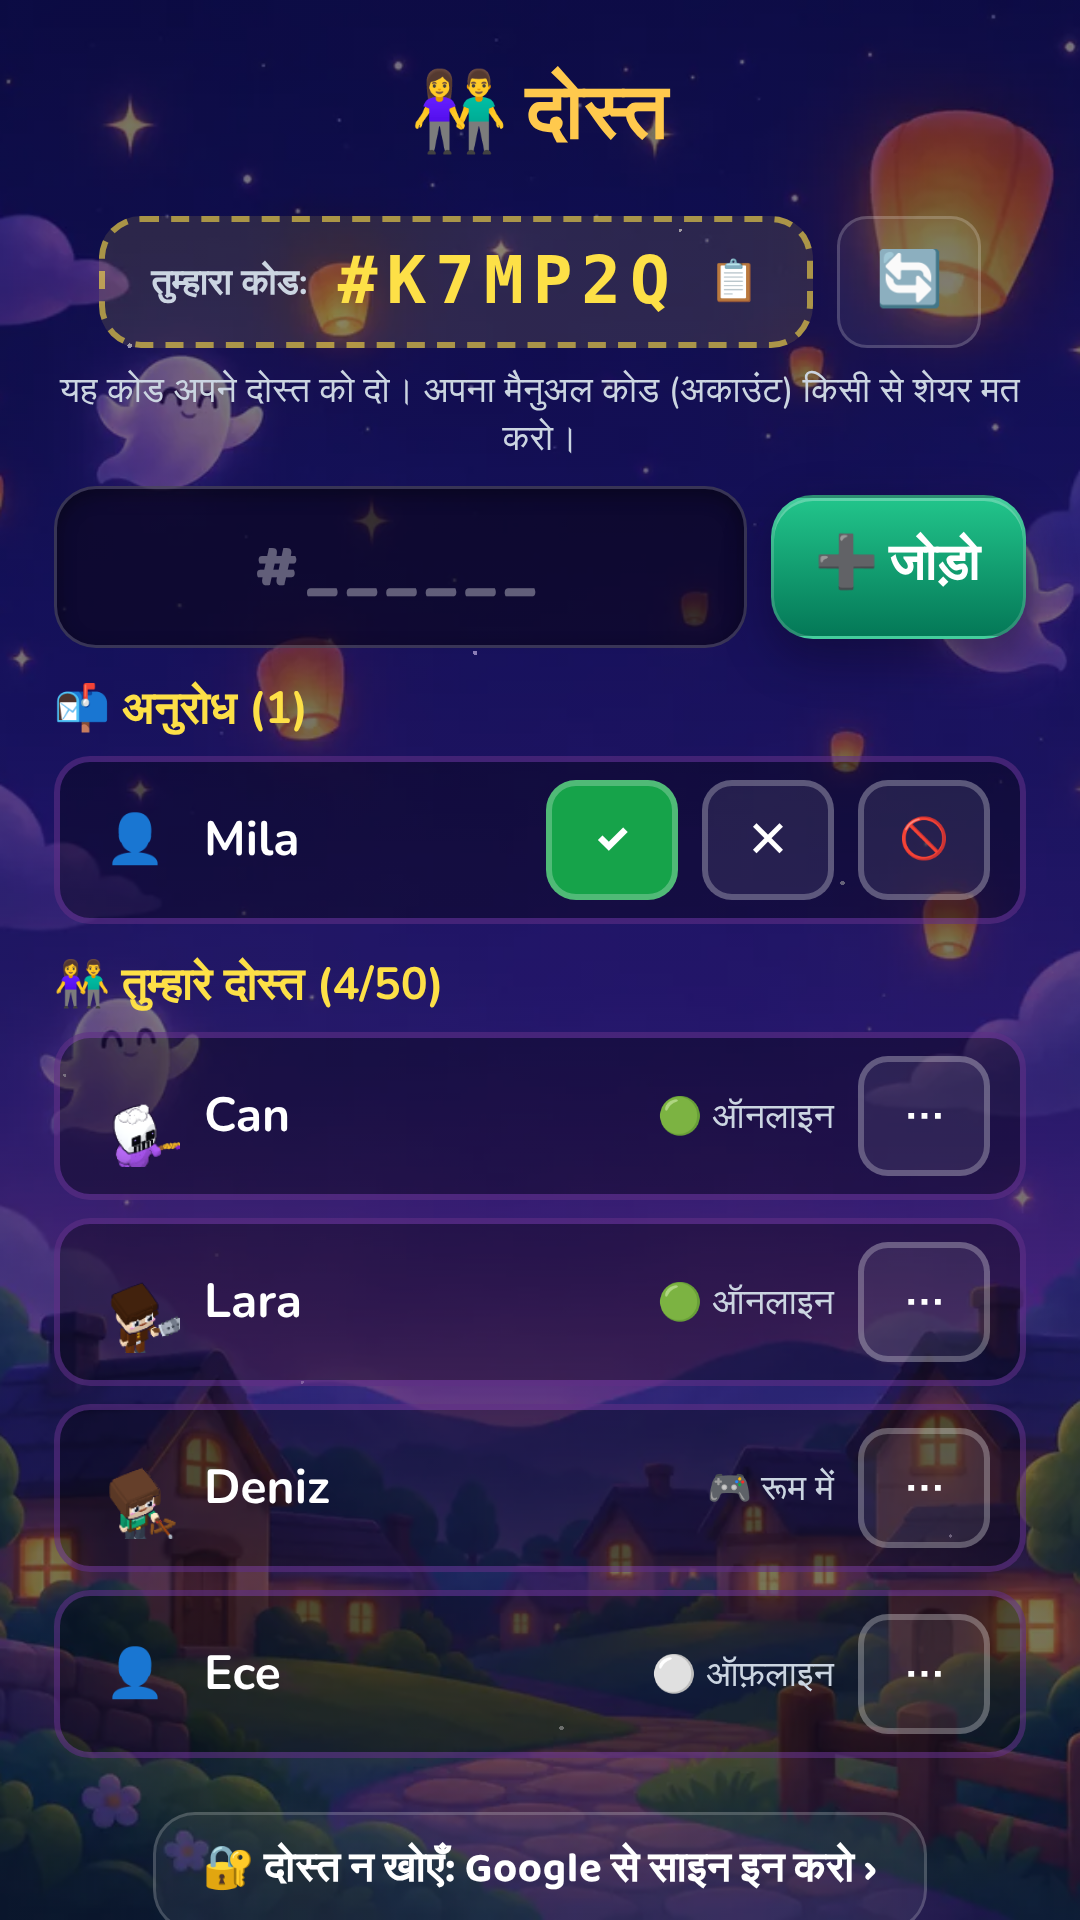 दोस्त
तुम्हारा कोड: #K7MP2Q
यह कोड अपने दोस्त को दो। अपना मैनुअल कोड (अकाउंट) किसी से शेयर मत
करो।
#______
➕ जोड़ो
अनुरोध (1)
Mila
तुम्हारे दोस्त (4/50)
Can ऑनलाइन ...
Lara ऑनलाइन ...
Deniz रूम में ...
Ece ऑफ़लाइन ...
दोस्त न खोएँ: Google से साइन इन करो ›